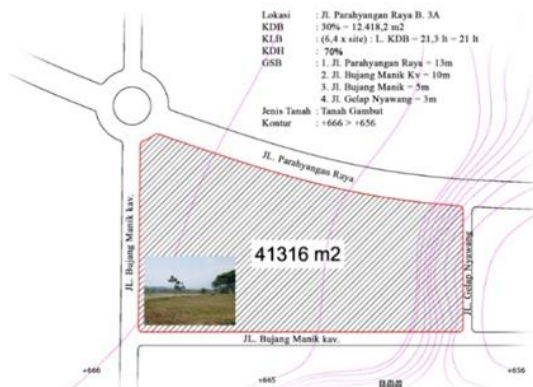 Lokasi : Jl. Parahyangan Raya B. 3A
KDB : 30% = 12.418,2 m2
KLB : (6,4 x site) : L. KDB = 21,3 lt = 21 lt
KDH : 70%
GSB : 1. Jl. Parahyangan Raya = 13m
2. Jl. Bujang Manik Kv = 10m
3. Jl. Bujang Manik = 5m
4. Jl. Gelap Nyawang = 3m
Jenis Tanah : Tanah Gambut
Kontur : +666 > +656
JL. Parahyangan Raya
JL. Bujang Manik kav.
41316 m2
JL. Gelap Nyawang
JL. Bujang Manik kav.
+666
+665
+656